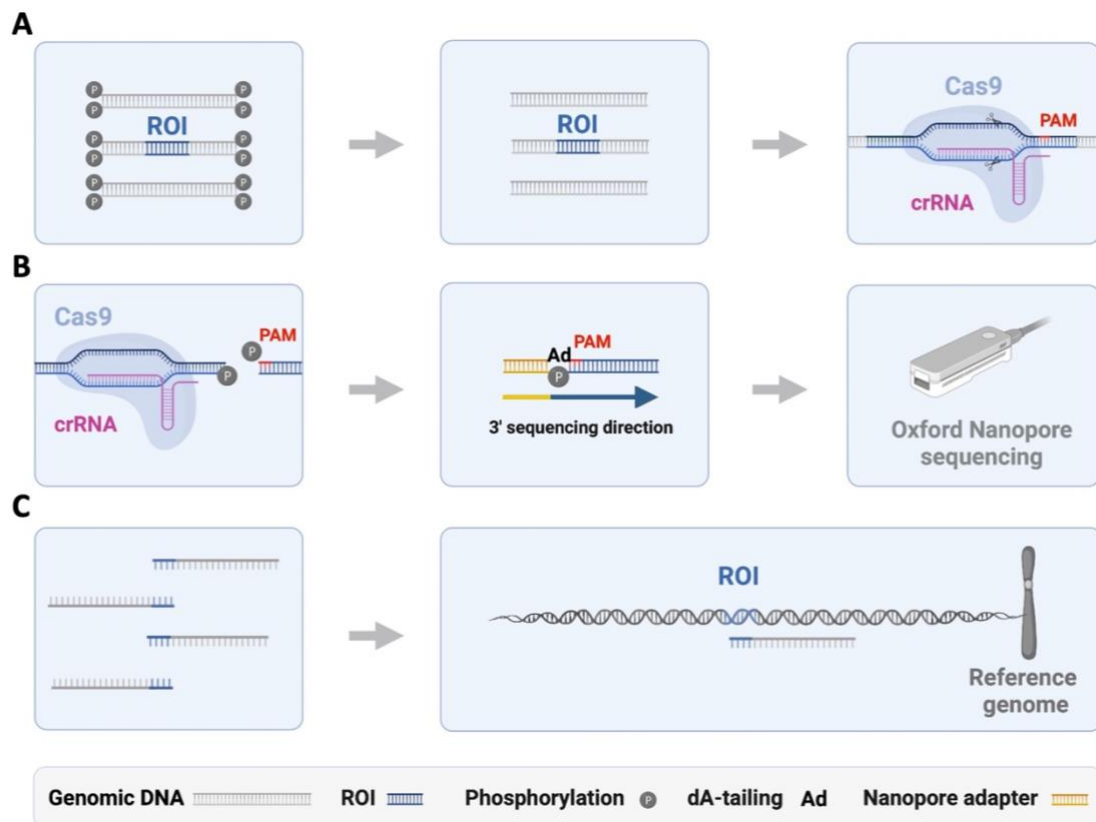 A
P P
P P
ROI
P P
P P
P P
P P
ROI
Cas9
PAM
crRNA
B
Cas9
PAM
P
P
crRNA
PAM
Ad
P
3' sequencing direction
Oxford Nanopore
sequencing
C
ROI
Reference
genome
Genomic DNA ROI Phosphorylation P dA-tailing Ad Nanopore adapter